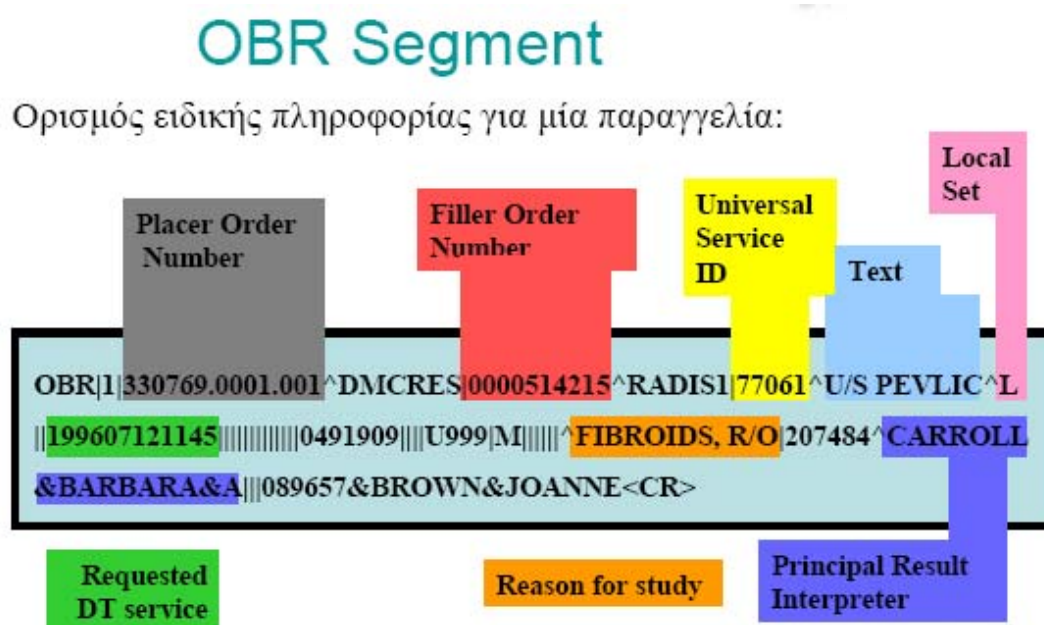 OBR Segment
Ορισμός ειδικής πληροφορίας για μία παραγγελία:
Local
Set
Placer Order
Number
Filler Order
Number
Universal
Service
ID
Text
OBR|1|330769.0001.001^DMCRES|0000514215^RADIS1|77061^U/S PEVLIC^L
||199607121145|||||||||||||0491909||||U999|M||||||^FIBROIDS, R/O|207484^CARROLL
&BARBARA&A|||089657&BROWN&JOANNE<CR>
Requested
DT service
Reason for study
Principal Result
Interpreter